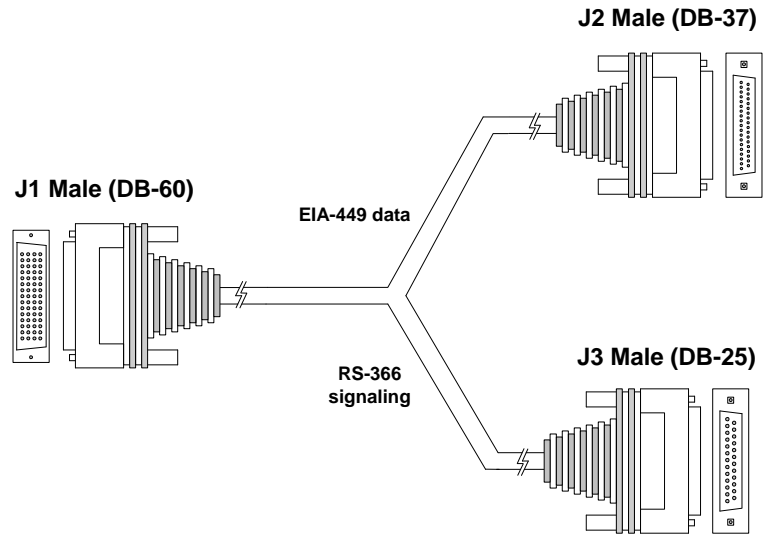 J2 Male (DB-37)
J1 Male (DB-60)
EIA-449 data
J3 Male (DB-25)
RS-366
signaling